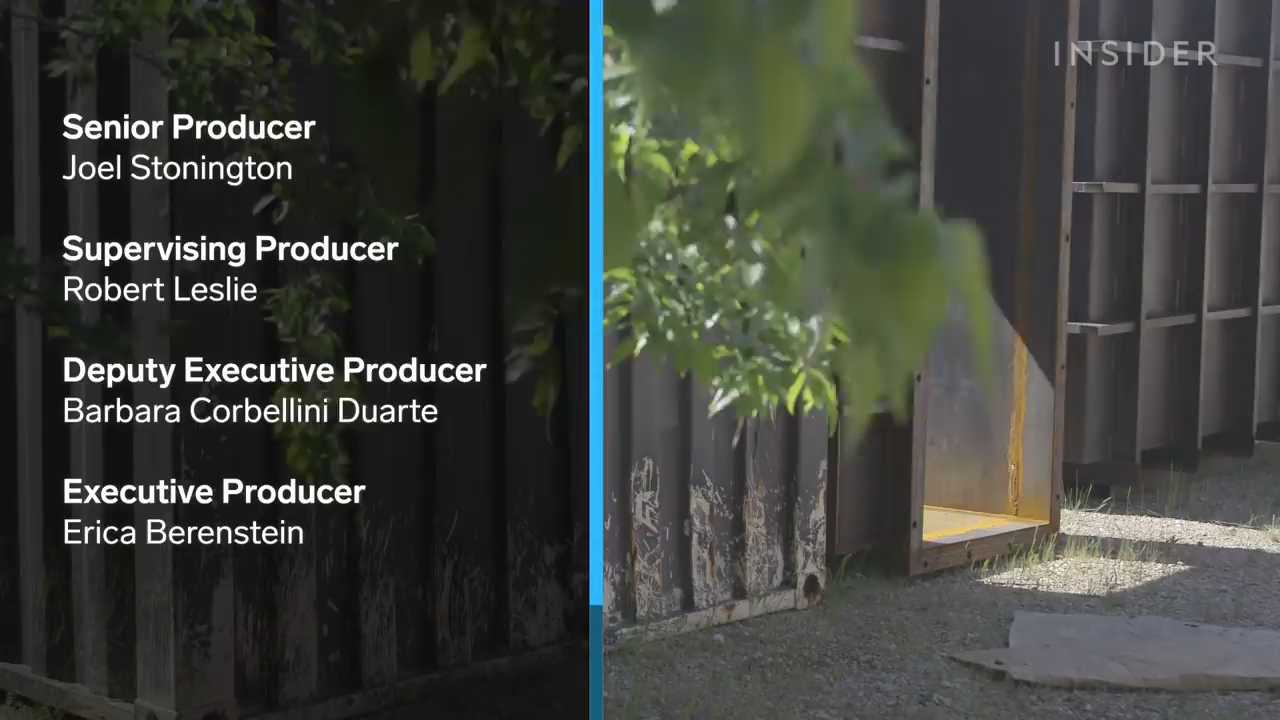 INSIDER
Senior Producer
Joel Stonington
Supervising Producer
Robert Leslie
Deputy Executive Producer
Barbara Corbellini Duarte
Executive Producer
Erica Berenstein